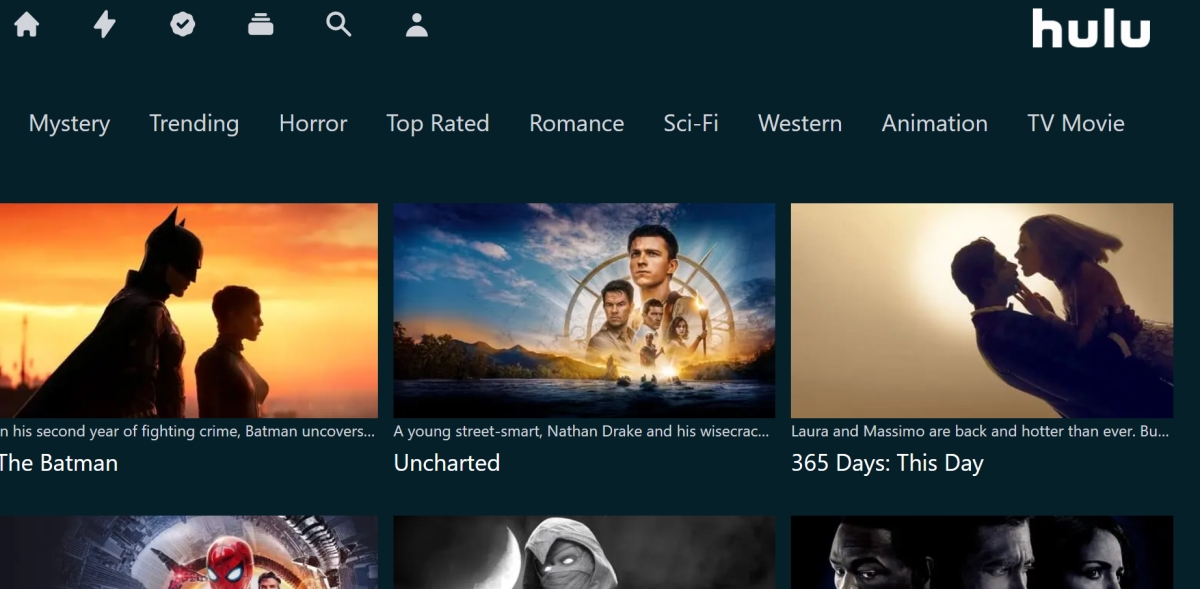 hulu
Mystery Trending Horror Top Rated Romance Sci-Fi Western Animation TV Movie
n his second year of fighting crime, Batman uncovers...
The Batman
A young street-smart, Nathan Drake and his wisecrac...
Uncharted
Laura and Massimo are back and hotter than ever. Bu...
365 Days: This Day